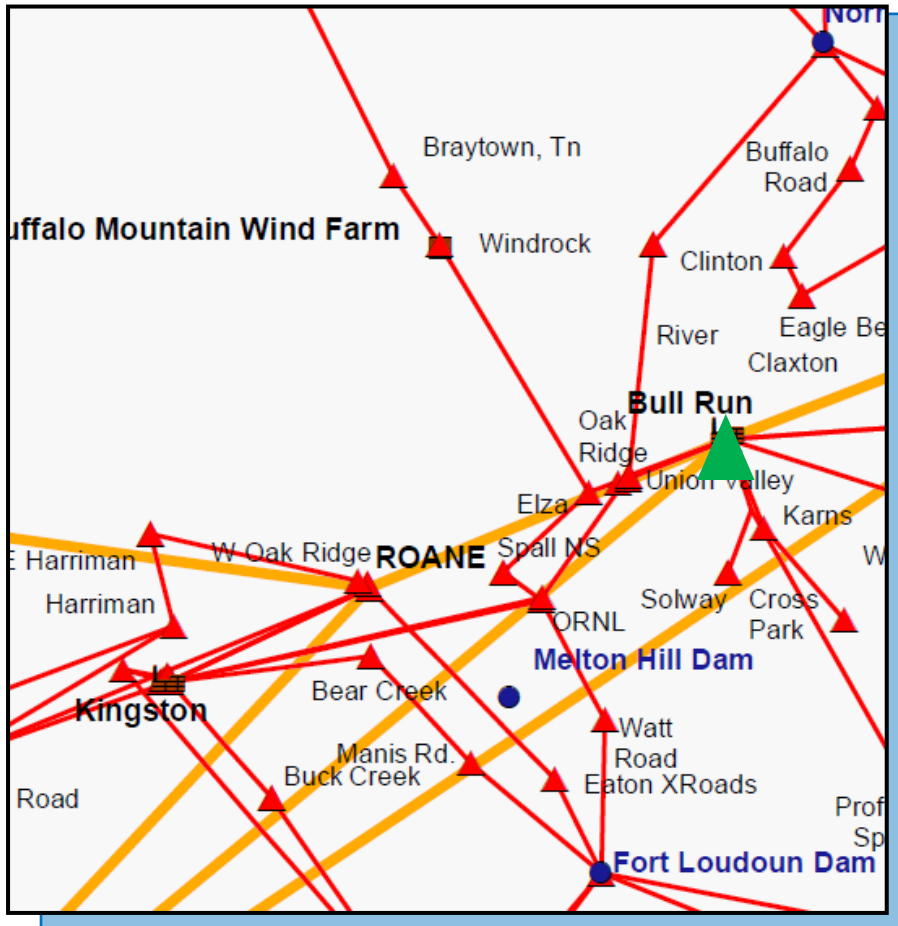 Norr
Braytown, Tn
Buffalo
Road
uffalo Mountain Wind Farm
Windrock
Clinton
River
Eagle Be
Claxton
Bull Run
Oak
Ridge
Union Valley
Elza
Karns
E Harriman
W Oak Ridge
ROANE
Spall NS
W
Harriman
Solway
Cross
Park
ORNL
Melton Hill Dam
Bear Creek
Kingston
Watt
Road
Manis Rd.
Buck Creek
Eaton XRoads
Road
Prof
Sp
Fort Loudoun Dam